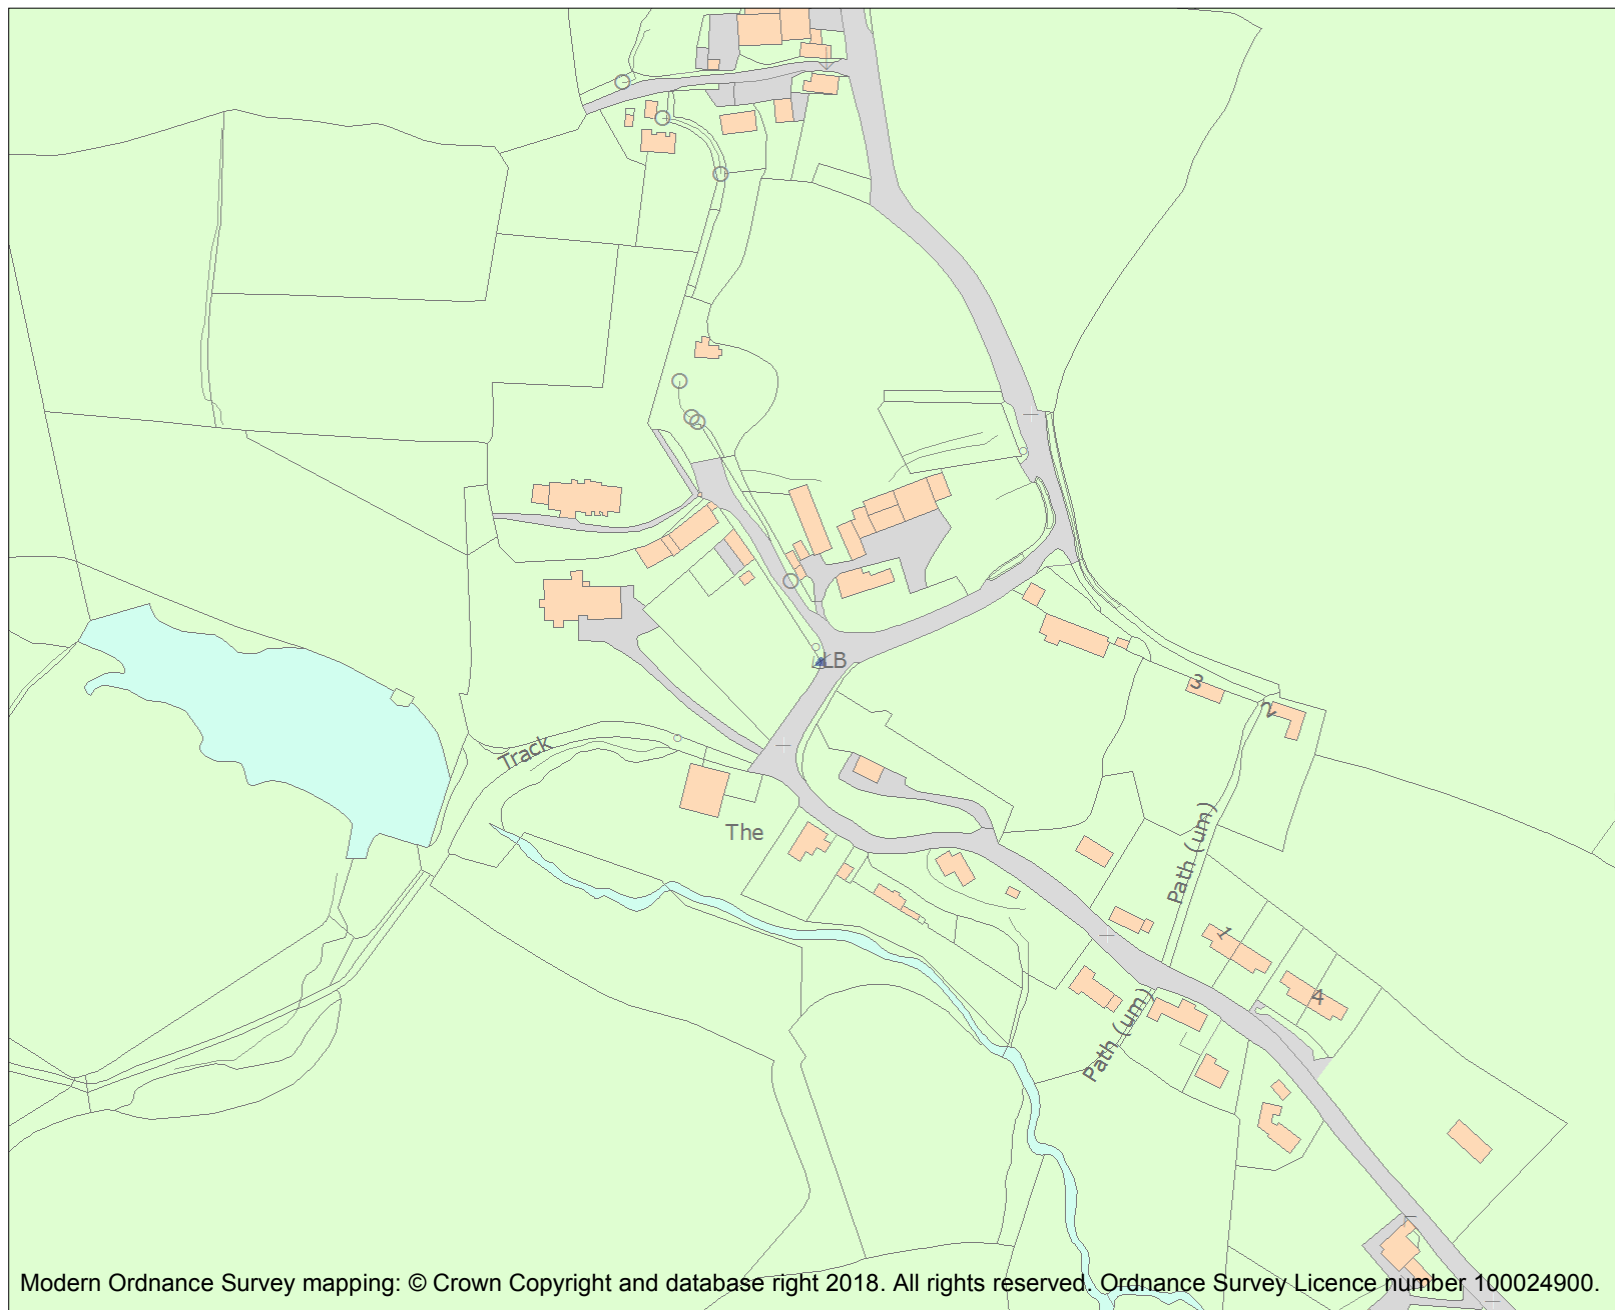 LB
3
2
Track
The
Path (um)
1
4
Path (um)
Modern Ordnance Survey mapping: © Crown Copyright and database right 2018. All rights reserved. Ordnance Survey Licence number 100024900.